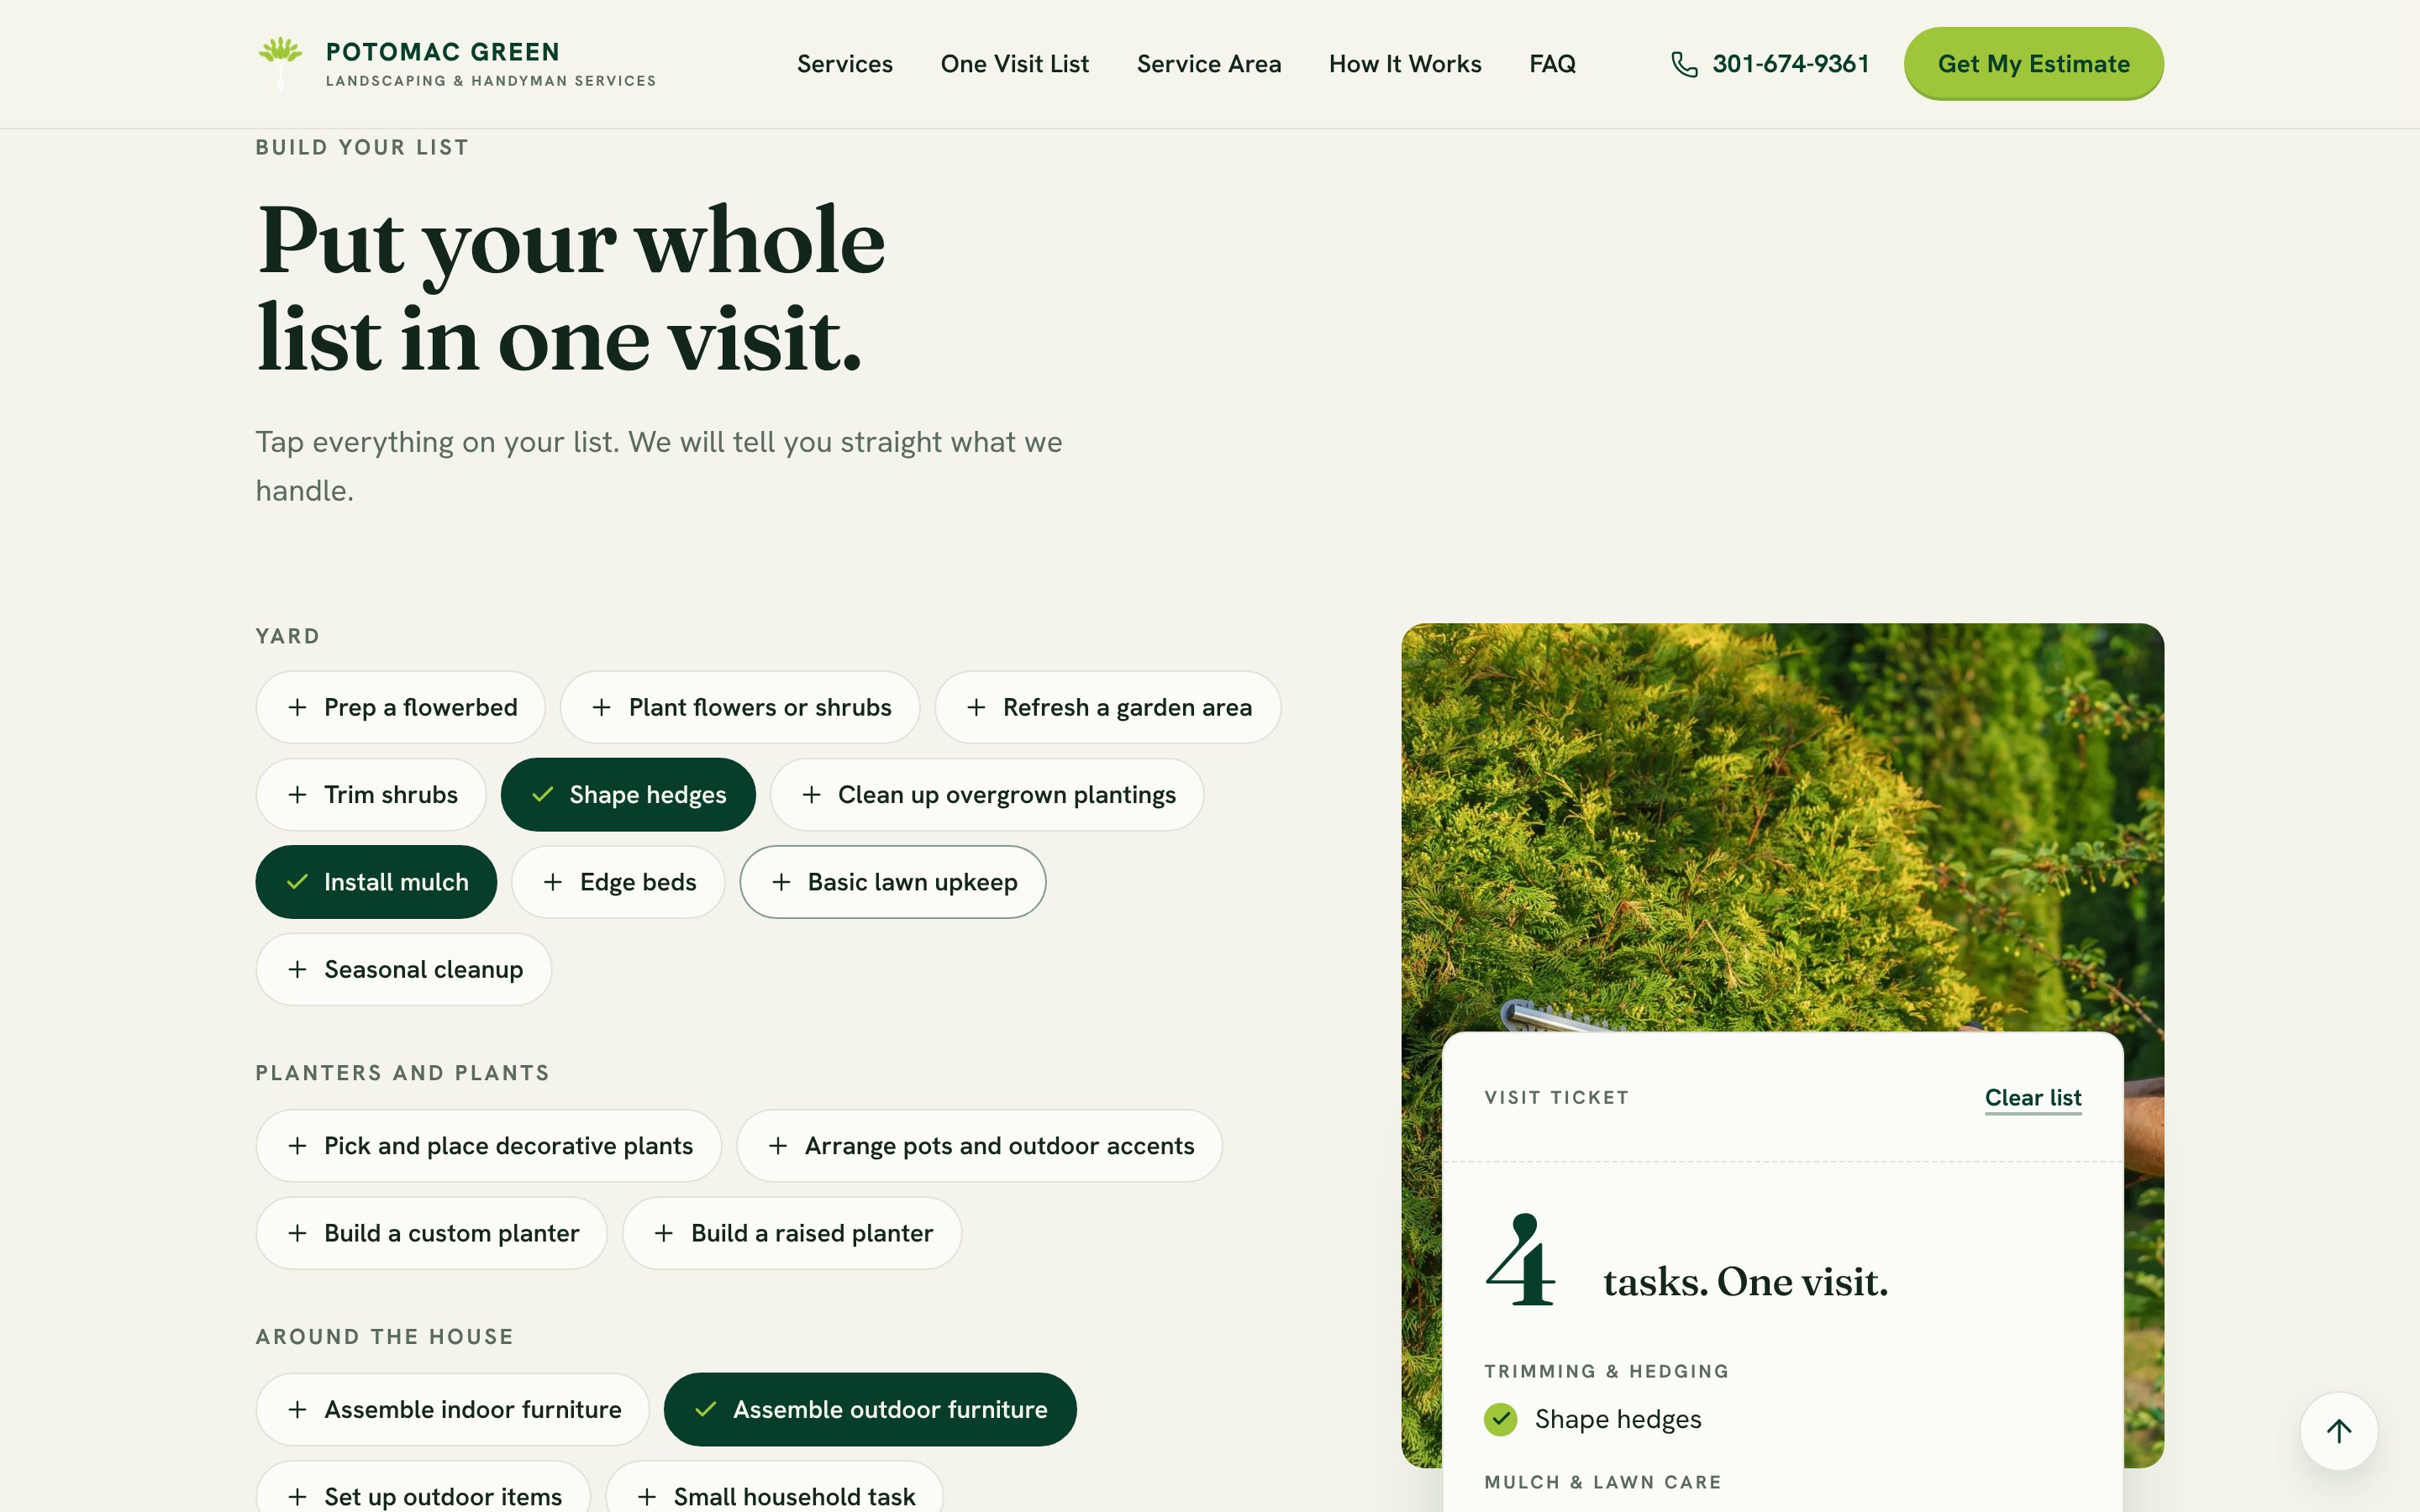 POTOMAC GREEN
LANDSCAPING & HANDYMAN SERVICES
Services
One Visit List
Service Area
How It Works
FAQ
301-674-9361
Get My Estimate
BUILD YOUR LIST
Put your whole
list in one visit.
Tap everything on your list. We will tell you straight what we
handle.
YARD
Prep a flowerbed
Plant flowers or shrubs
Refresh a garden area
Trim shrubs
Shape hedges
Clean up overgrown plantings
Install mulch
Edge beds
Basic lawn upkeep
Seasonal cleanup
PLANTERS AND PLANTS
Pick and place decorative plants
Arrange pots and outdoor accents
Build a custom planter
Build a raised planter
AROUND THE HOUSE
Assemble indoor furniture
Assemble outdoor furniture
Set up outdoor items
Small household task
VISIT TICKET
Clear list
4 tasks. One visit.
TRIMMING & HEDGING
Shape hedges
MULCH & LAWN CARE